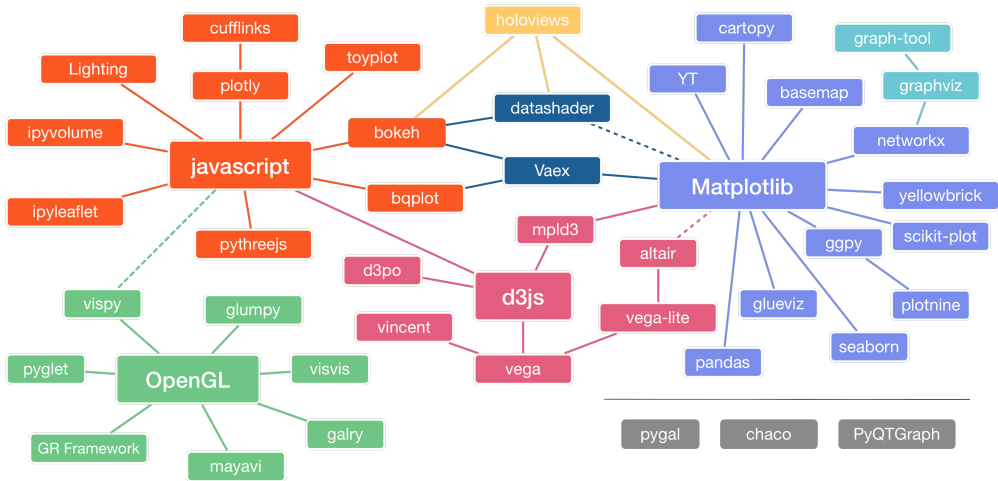 cufflinks
holoviews
cartopy
graph-tool
Lighting
plotly
toyplot
YT
basemap
graphviz
datashader
ipyvolume
bokeh
networkx
javascript
Vaex
Matplotlib
yellowbrick
ipyleaflet
bqplot
pythreejs
mpld3
altair
ggpy
scikit-plot
d3po
d3js
vispy
glumpy
glueviz
plotnine
vincent
vega-lite
seaborn
pyglet
OpenGL
visvis
vega
pandas
GR Framework
galry
mayavi
pygal
chaco
PyQTGraph